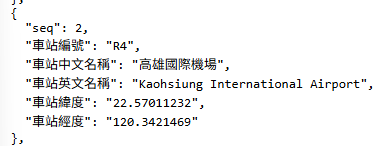 },
{
"seq": 2,
"車站編號": "R4",
"車站中文名稱": "高雄國際機場",
"車站英文名稱": "Kaohsiung International Airport",
"車站緯度": "22.57011232",
"車站經度": "120.3421469"
},